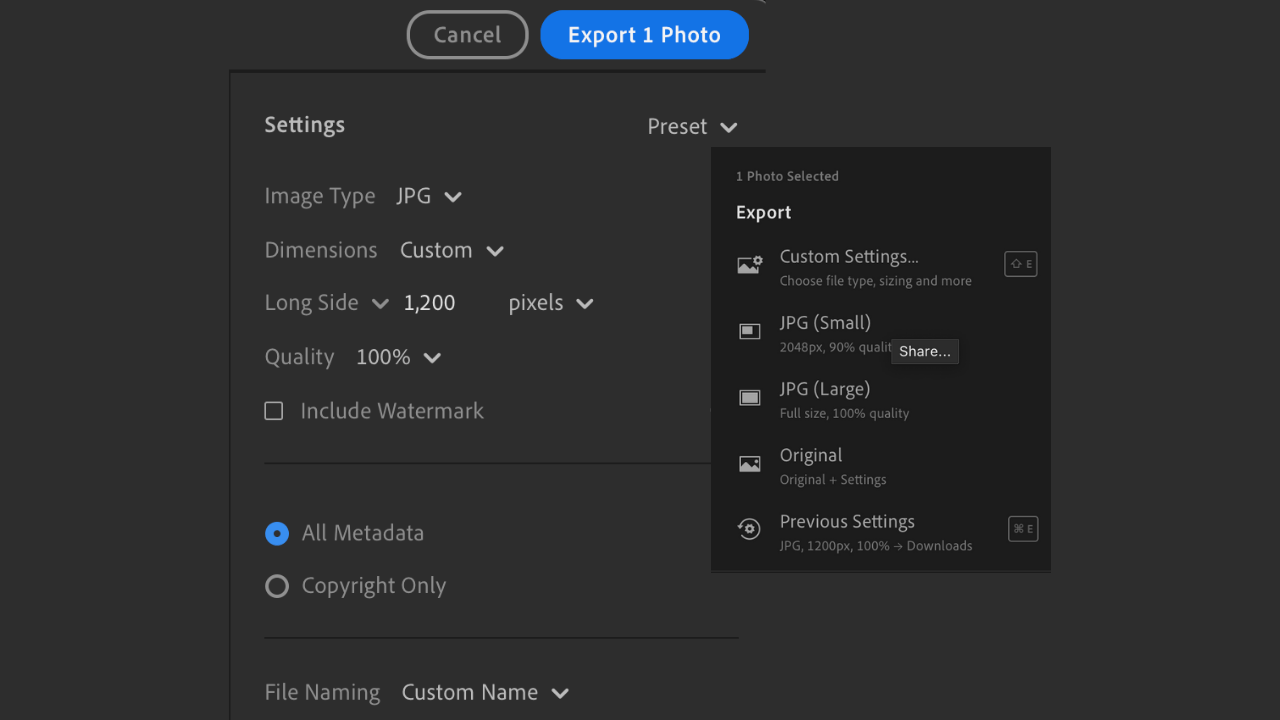 Cancel
Export 1 Photo
Settings
Preset
Image Type JPG
Dimensions Custom
Long Side 1,200 pixels
Quality 100%
Include Watermark
All Metadata
Copyright Only
File Naming Custom Name
1 Photo Selected
Export
Custom Settings...
⇧ E
Choose file type, sizing and more
JPG (Small)
2048px, 90% qualit
Share...
JPG (Large)
Full size, 100% quality
Original
Original + Settings
Previous Settings
⌘ E
JPG, 1200px, 100% → Downloads